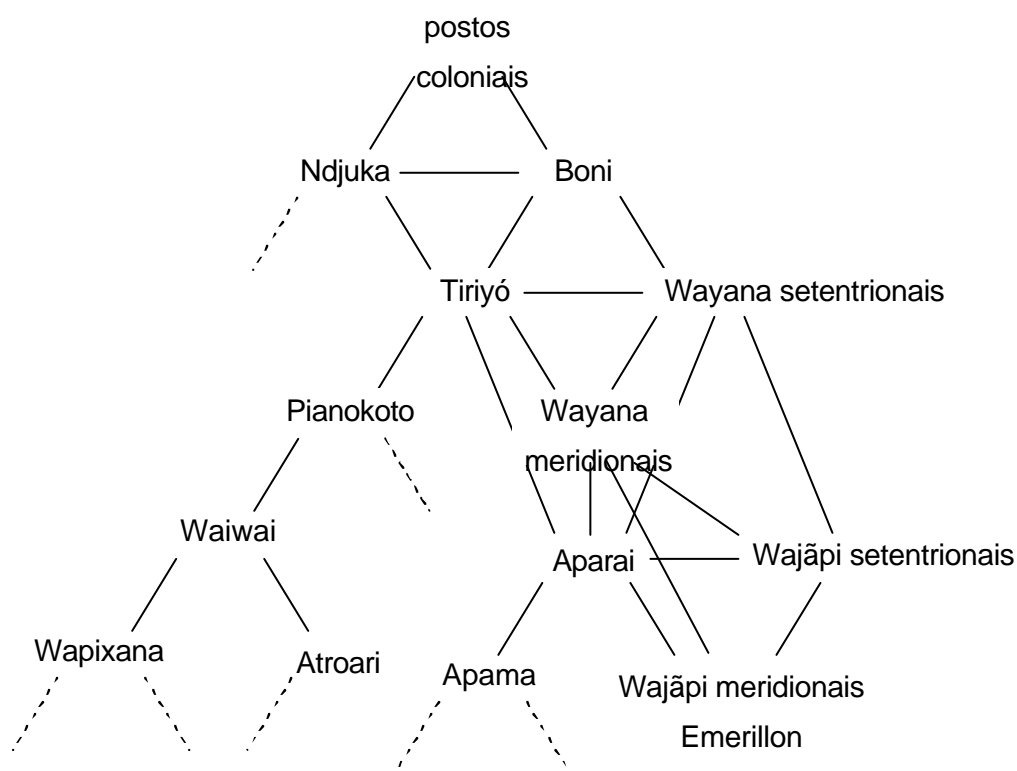 postos
coloniais
Ndjuka
Boni
Tiriyó
Wayana setentrionais
Pianokoto
Wayana
meridionais
Waiwai
Aparai
Wajãpi setentrionais
Wapixana
Atroari
Apama
Wajãpi meridionais
Emerillon